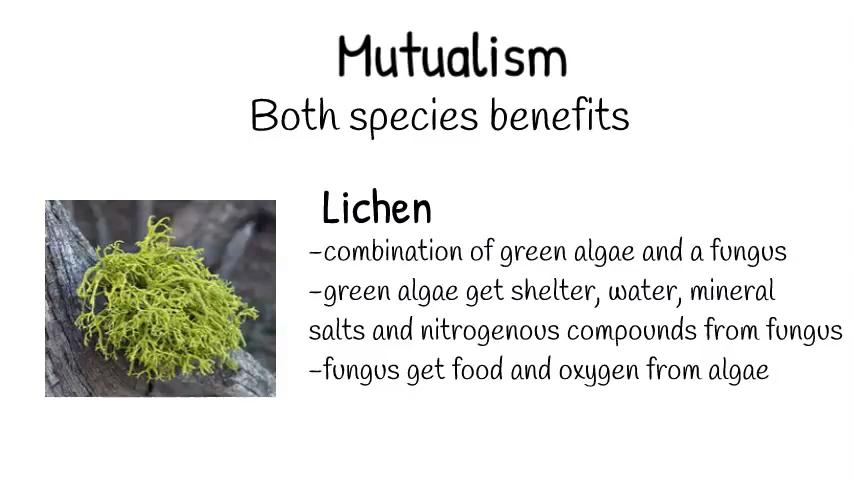 Mutualism
Both species benefits
Lichen
-combination of green algae and a fungus
-green algae get shelter, water, mineral
salts and nitrogenous compounds from fungus
-fungus get food and oxygen from algae